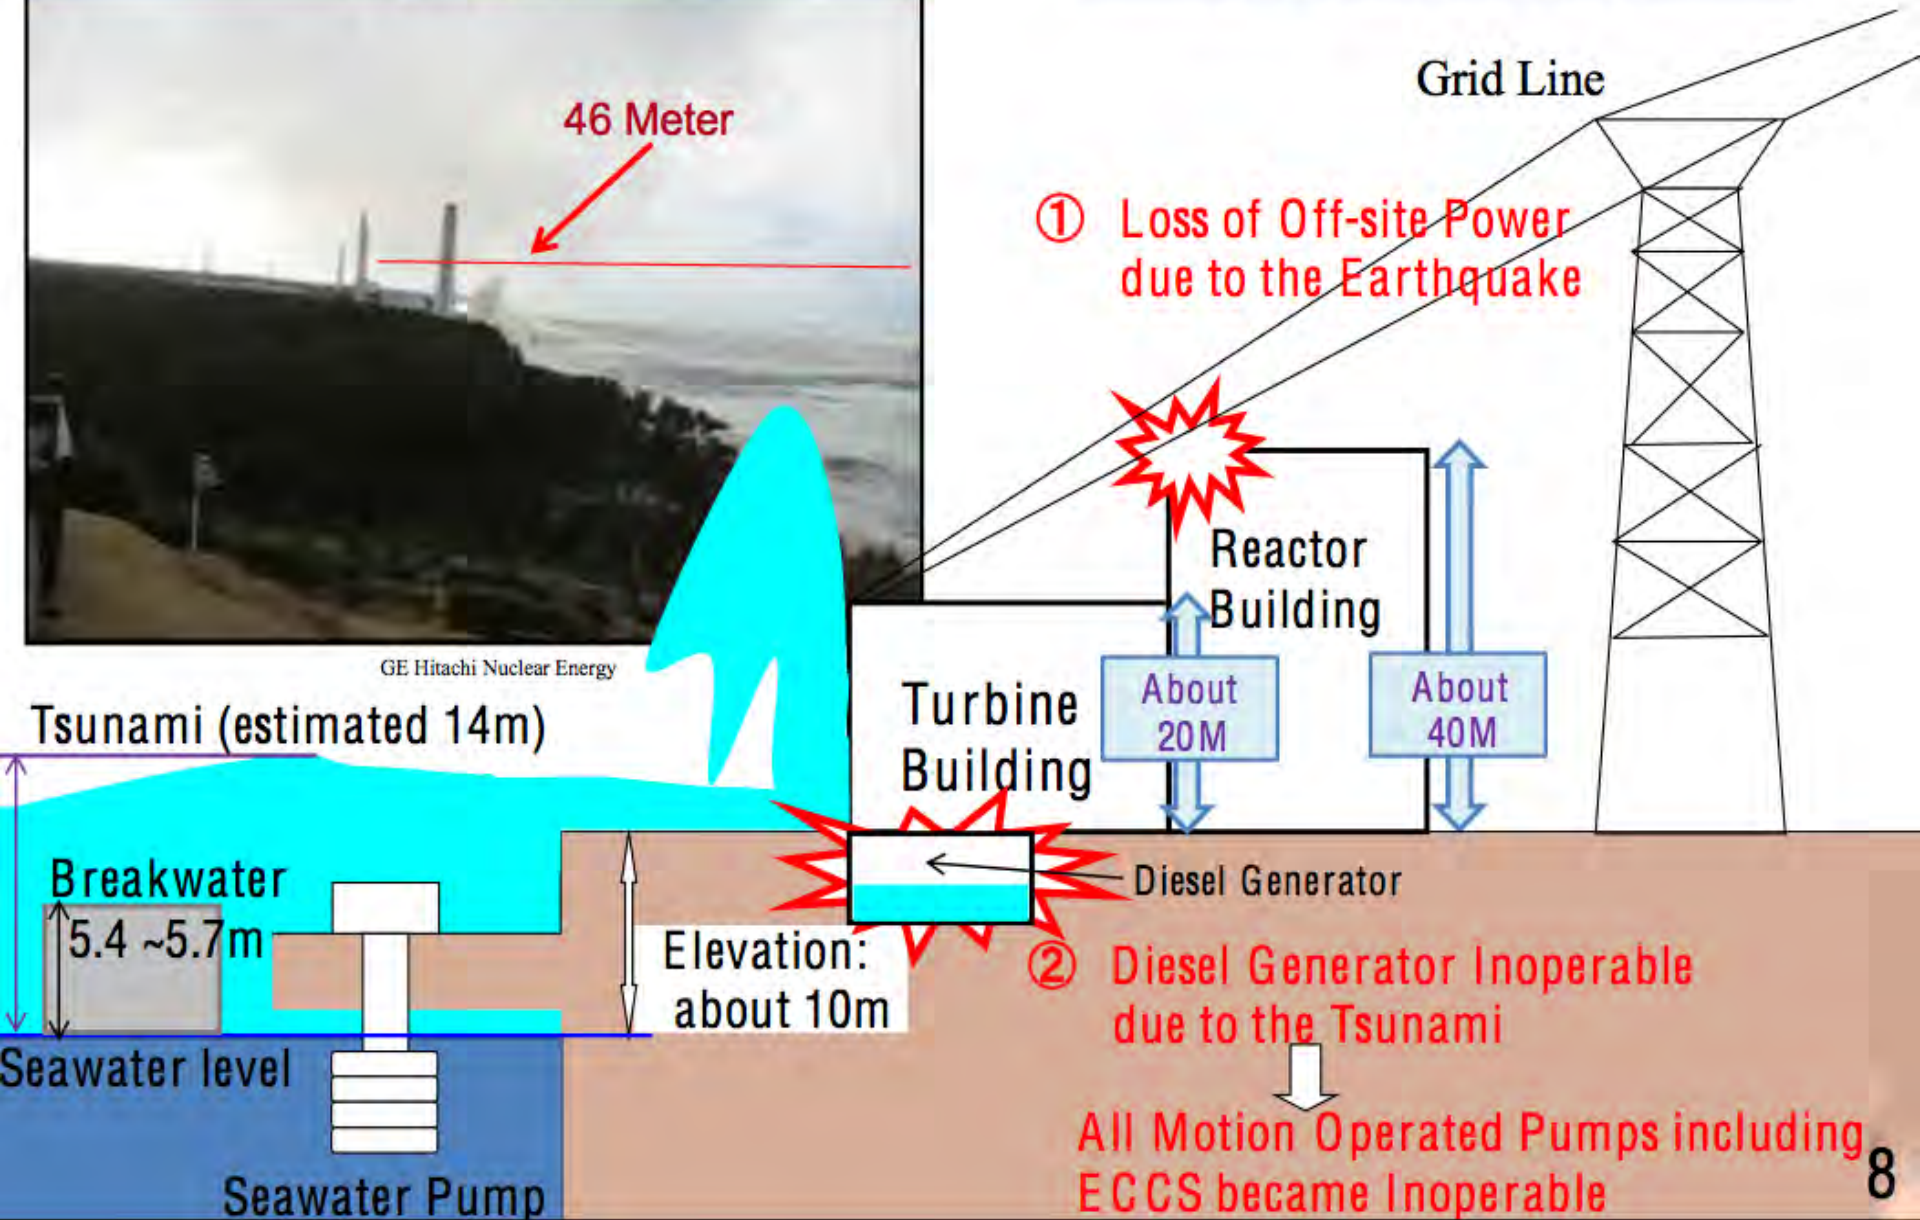 46 Meter
Grid Line
① Loss of Off-site Power
due to the Earthquake
Reactor
Building
GE Hitachi Nuclear Energy
Tsunami (estimated 14m)
Turbine
Building
About
20M
About
40M
Breakwater
5.4 ~5.7m
Diesel Generator
Elevation:
about 10m
② Diesel Generator Inoperable
due to the Tsunami
Seawater level
All Motion Operated Pumps including
ECCS became Inoperable
Seawater Pump
8